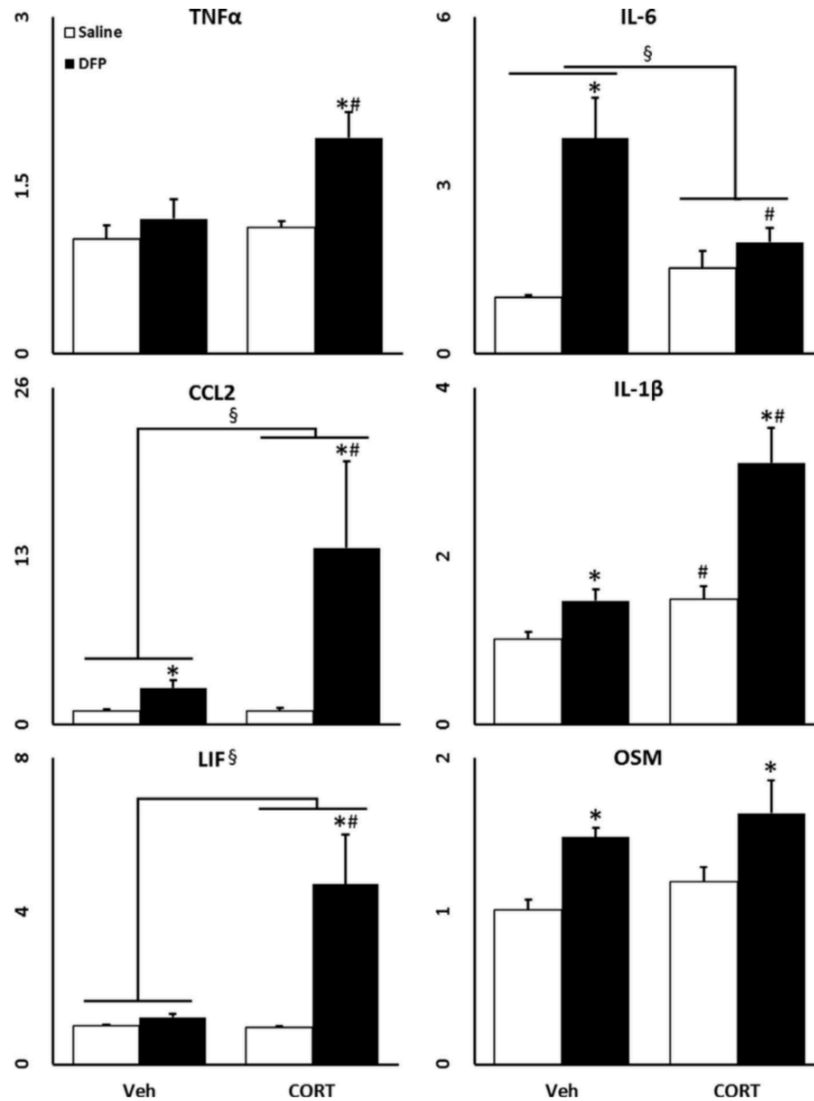 TNFα
3
1.5
0
Saline
DFP
*#
IL-6
6
3
0
§
*
#
CCL2
26
13
0
§
*
*#
IL-1β
4
2
0
*
#
*#
LIF§
8
4
0
*#
Veh
CORT
OSM
2
1
0
*
*
Veh
CORT